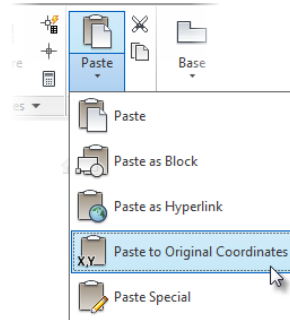 Paste
Base
Paste
Paste as Block
Paste as Hyperlink
X,Y
Paste to Original Coordinates
Paste Special